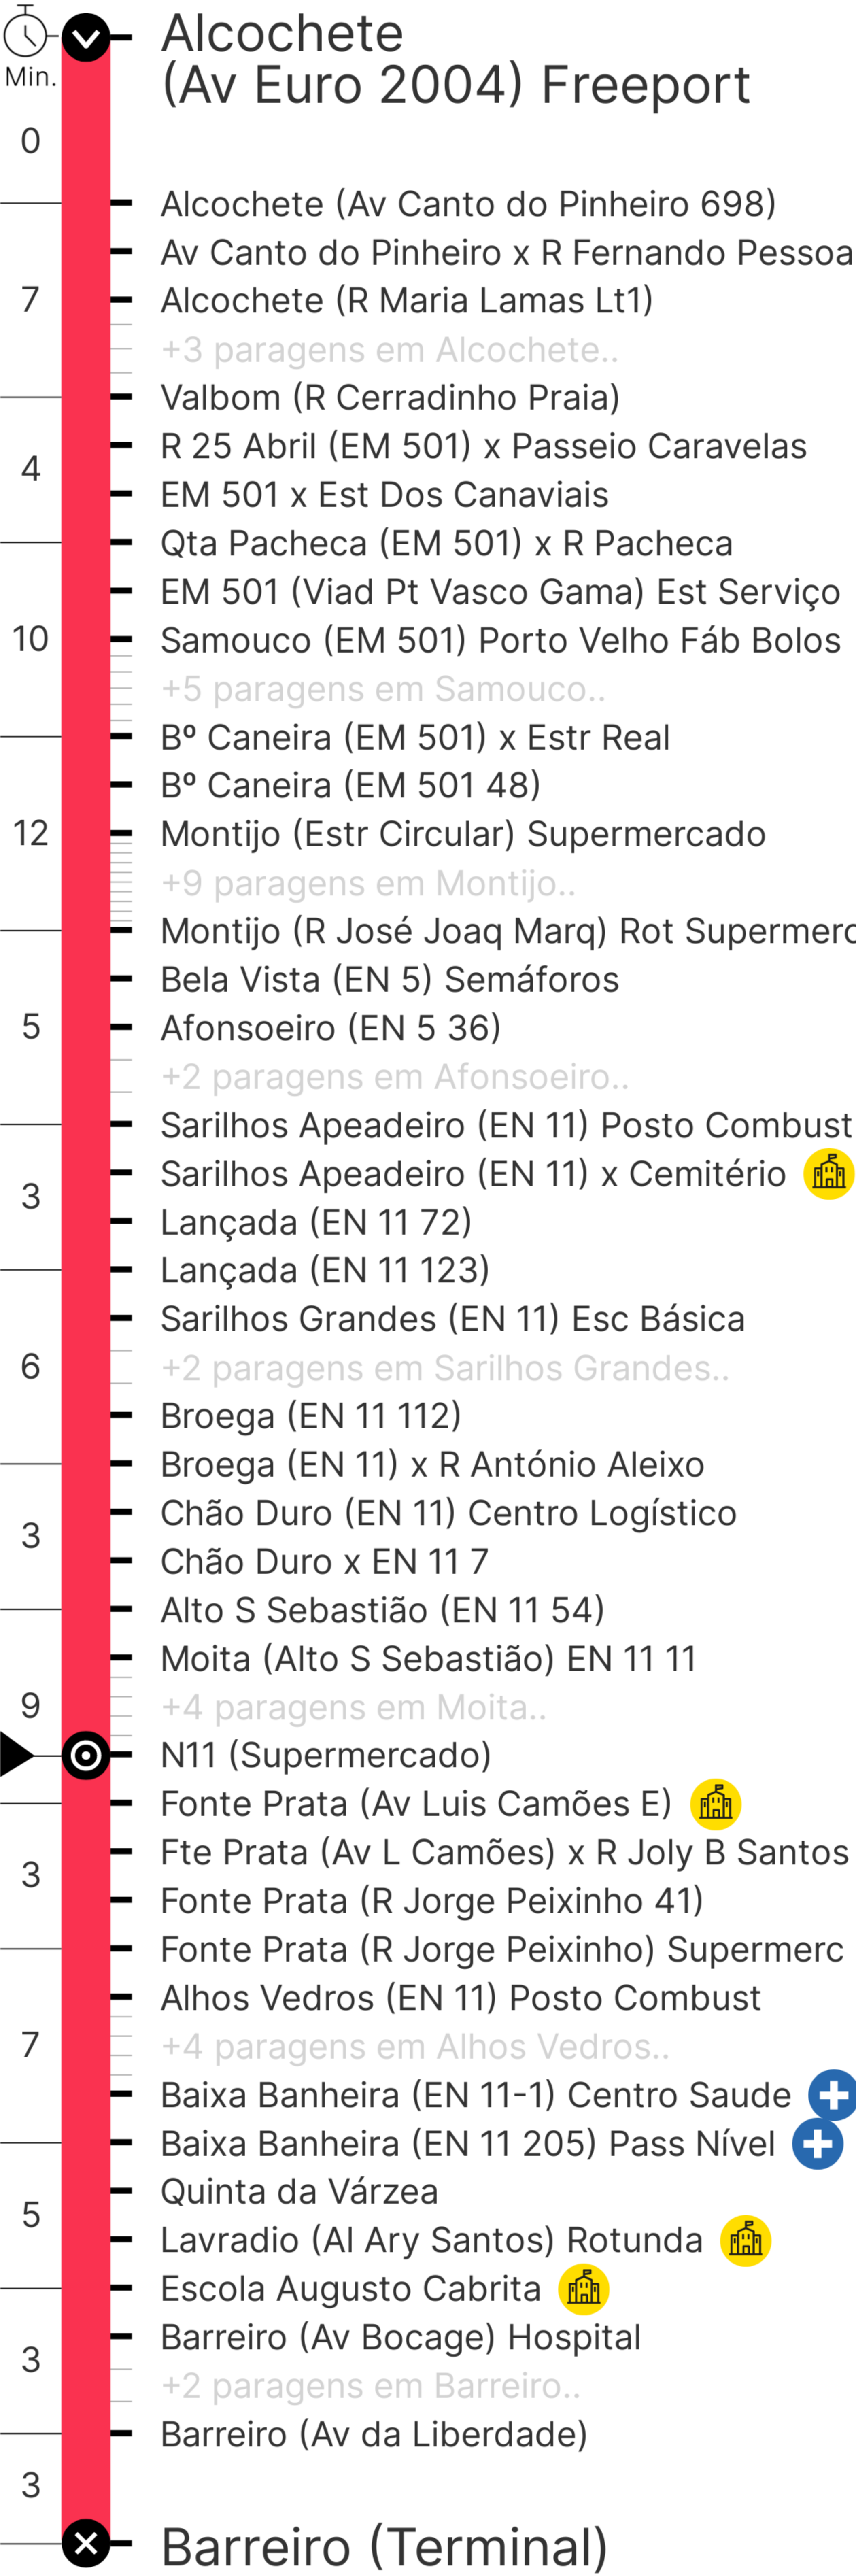 Min.
Alcochete
(Av Euro 2004) Freeport
0
Alcochete (Av Canto do Pinheiro 698)
Av Canto do Pinheiro x R Fernando Pessoa
7
Alcochete (R Maria Lamas Lt1)
+3 paragens em Alcochete..
Valbom (R Cerradinho Praia)
R 25 Abril (EM 501) x Passeio Caravelas
4
EM 501 x Est Dos Canaviais
Qta Pacheca (EM 501) x R Pacheca
EM 501 (Viad Pt Vasco Gama) Est Serviço
10
Samouco (EM 501) Porto Velho Fáb Bolos
+5 paragens em Samouco..
Bº Caneira (EM 501) x Estr Real
Bº Caneira (EM 501 48)
12
Montijo (Estr Circular) Supermercado
+9 paragens em Montijo..
Montijo (R José Joaq Marq) Rot Supermerc
Bela Vista (EN 5) Semáforos
5
Afonsoeiro (EN 5 36)
+2 paragens em Afonsoeiro..
Sarilhos Apeadeiro (EN 11) Posto Combust
Sarilhos Apeadeiro (EN 11) x Cemitério
3
Lançada (EN 11 72)
Lançada (EN 11 123)
Sarilhos Grandes (EN 11) Esc Básica
6
+2 paragens em Sarilhos Grandes..
Broega (EN 11 112)
Broega (EN 11) x R António Aleixo
Chão Duro (EN 11) Centro Logístico
3
Chão Duro x EN 11 7
Alto S Sebastião (EN 11 54)
Moita (Alto S Sebastião) EN 11 11
9
+4 paragens em Moita..
N11 (Supermercado)
Fonte Prata (Av Luis Camões E)
Fte Prata (Av L Camões) x R Joly B Santos
3
Fonte Prata (R Jorge Peixinho 41)
Fonte Prata (R Jorge Peixinho) Supermerc
Alhos Vedros (EN 11) Posto Combust
7
+4 paragens em Alhos Vedros..
Baixa Banheira (EN 11-1) Centro Saude
Baixa Banheira (EN 11 205) Pass Nível
Quinta da Várzea
5
Lavradio (Al Ary Santos) Rotunda
Escola Augusto Cabrita
Barreiro (Av Bocage) Hospital
3
+2 paragens em Barreiro..
Barreiro (Av da Liberdade)
3
Barreiro (Terminal)